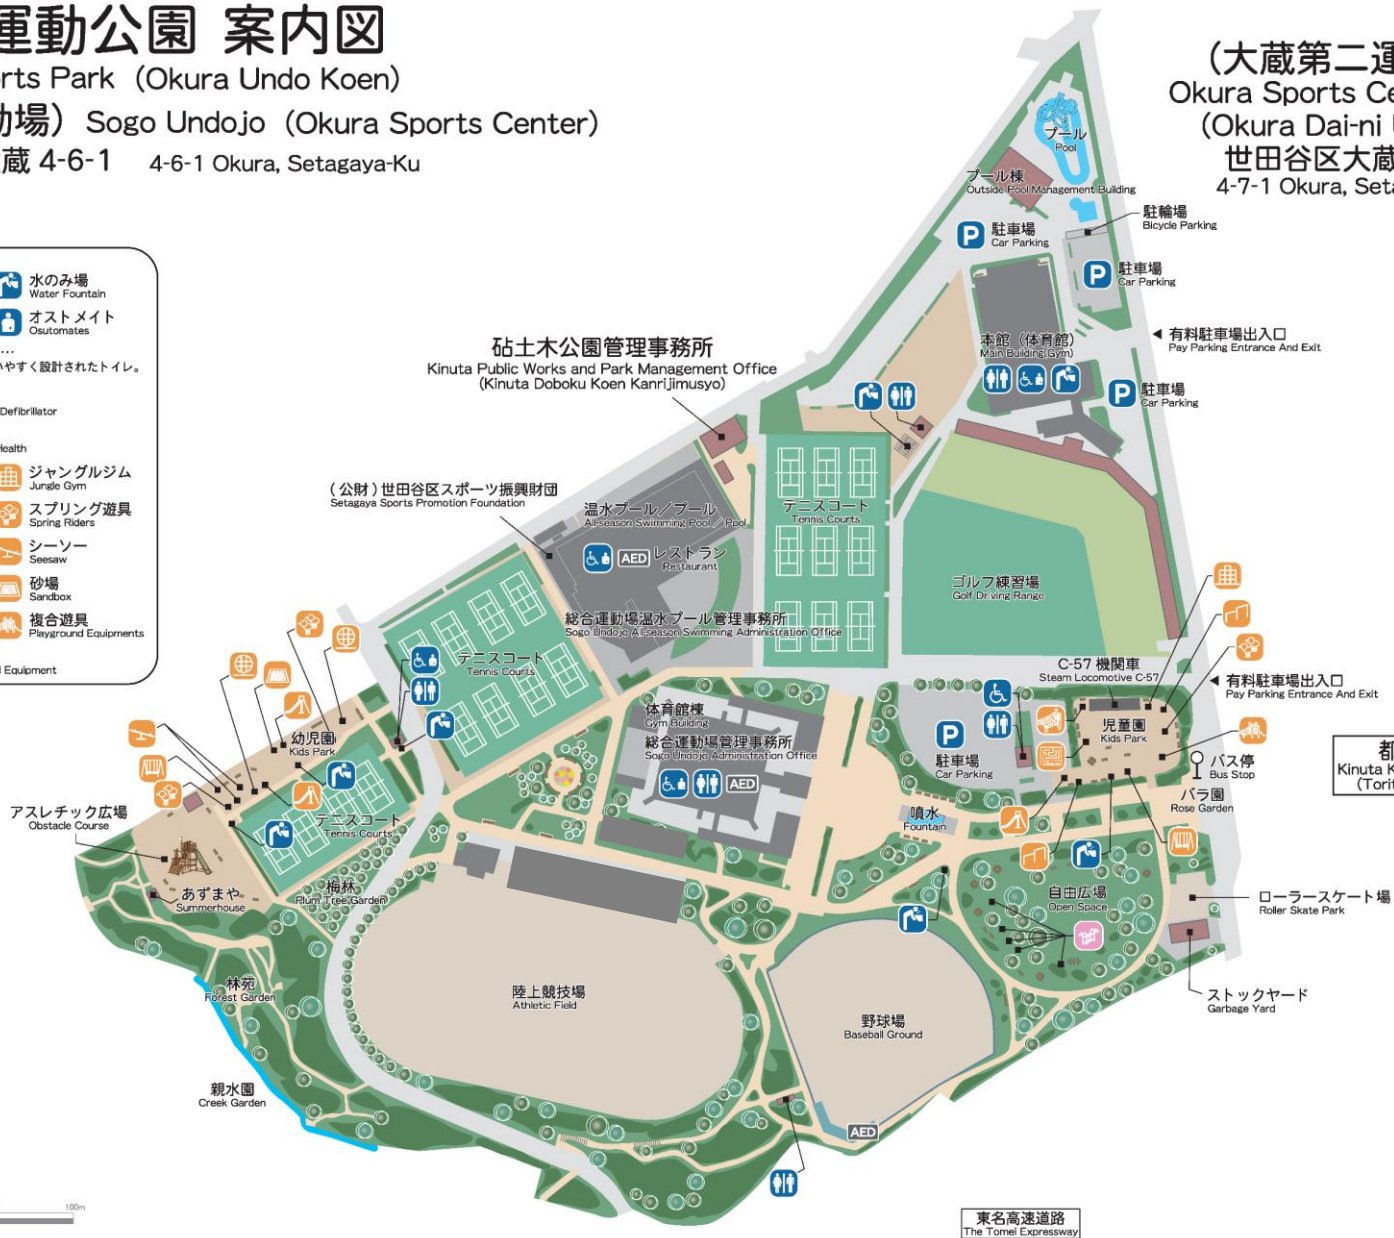 運動公園 案内図
orts Park (Okura Undo Koen)
動場) Sogo Undojo (Okura Sports Center)
蔵 4-6-1 4-6-1 Okura, Setagaya-Ku
(大蔵第二運
Okura Sports Ce
(Okura Dai-ni
世田谷区大蔵
4-7-1 Okura, Seta
水のみ場
Water Fountain
オストメイト
Osutomates
...
いやすく設計されたトイレ。
Defibrillator
Health
ジャングルジム
Jungle Gym
スプリング遊具
Spring Riders
シーソー
Seesaw
砂場
Sandbox
複合遊具
Playground Equipments
Equipment
プール
Pool
プール棟
Outside Pool Management Building
駐輪場
Bicycle Parking
P 駐車場
Car Parking
P 駐車場
Car Parking
有料駐車場出入口
Pay Parking Entrance And Exit
本館(体育館)
Main Building(Gym)
P 駐車場
Car Parking
砧土木公園管理事務所
Kinuta Public Works and Park Management Office
(Kinuta Doboku Koen Kanrijimusyo)
(公財)世田谷区スポーツ振興財団
Setagaya Sports Promotion Foundation
温水プール/プール
All-season Swimming Pool / Pool
AED レストラン
Restaurant
テニスコート
Tennis Courts
ゴルフ練習場
Golf Driving Range
総合運動場温水プール管理事務所
Sogo Undojo All-season Swimming Administration Office
テニスコート
Tennis Courts
C-57 機関車
Steam Locomotive C-57
有料駐車場出入口
Pay Parking Entrance And Exit
体育館棟
Gym Building
総合運動場管理事務所
Sogo Undojo Administration Office
AED
P
駐車場
Car Parking
児童園
Kids Park
バス停
Bus Stop
バラ園
Rose Garden
都
Kinuta K
(Torit
幼児園
Kids Park
アスレチック広場
Obstacle Course
テニスコート
Tennis Courts
噴水
Fountain
あずまや
Summerhouse
梅林
Plum Tree Garden
自由広場
Open Space
ローラースケート場
Roller Skate Park
林苑
Forest Garden
陸上競技場
Athletic Field
野球場
Baseball Ground
ストックヤード
Garbage Yard
親水園
Creek Garden
AED
100m
東名高速道路
The Tomei Expressway